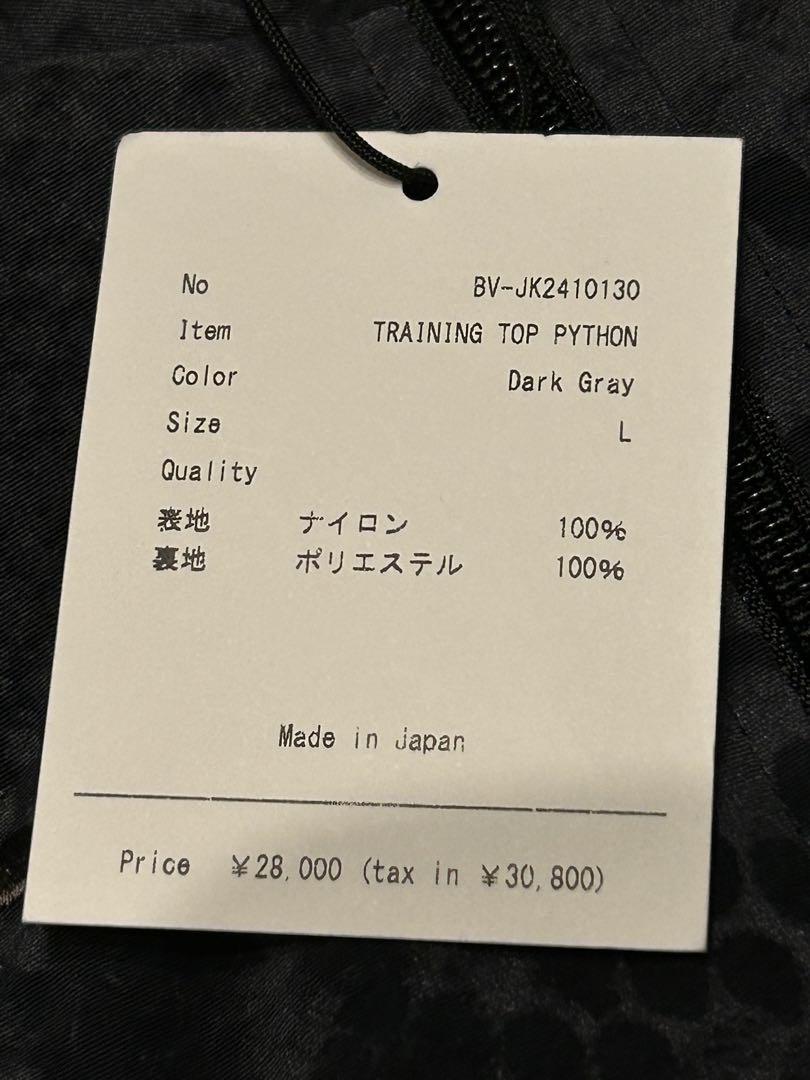 No BV-JK2410130
Item TRAINING TOP PYTHON
Color Dark Gray
Size L
Quality
表地 ナイロン 100%
裏地 ポリエステル 100%
Made in Japan
Price ¥28,000 (tax in ¥30,800)